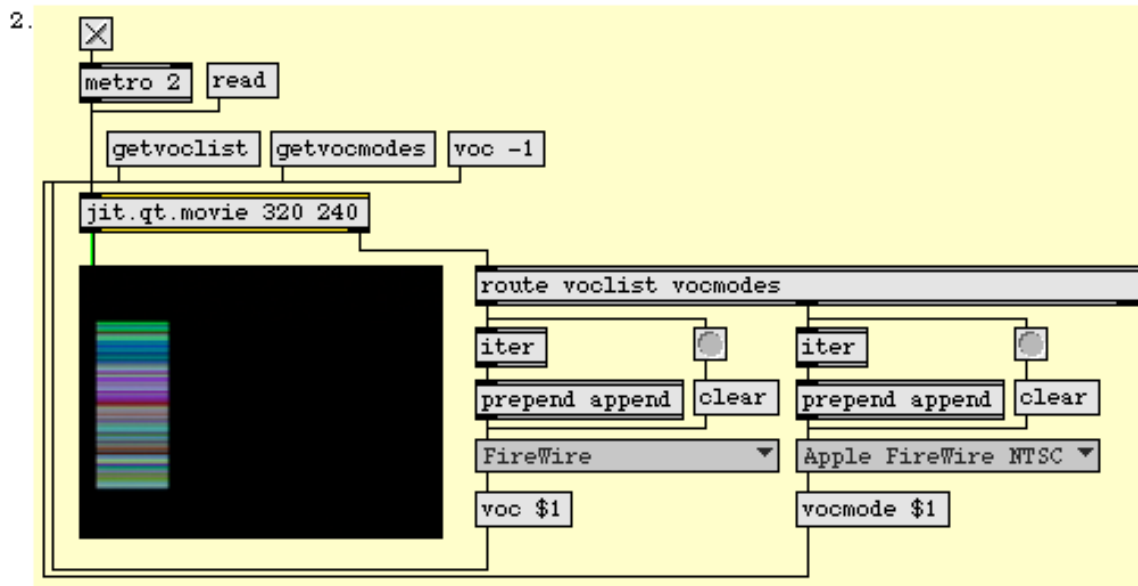 2.
metro 2
read
getvoclist
getvocmodes
voc -1
jit.qt.movie 320 240
route voclist vocmodes
iter
iter
prepend append
clear
prepend append
clear
FireWire
Apple FireWire NTSC
voc $1
vocmode $1